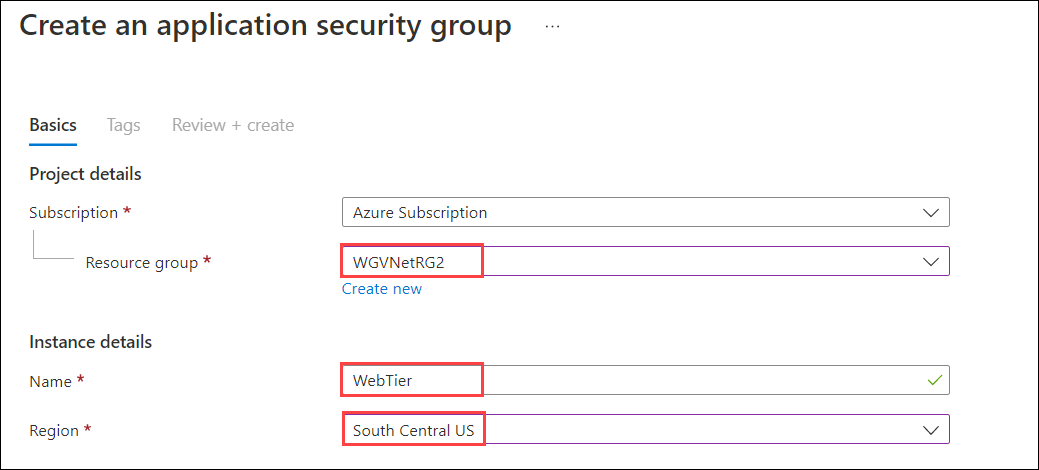 Create an application security group ...
Basics Tags Review + create
Project details
Subscription * Azure Subscription
Resource group * WGVNetRG2
Create new
Instance details
Name * WebTier
Region * South Central US